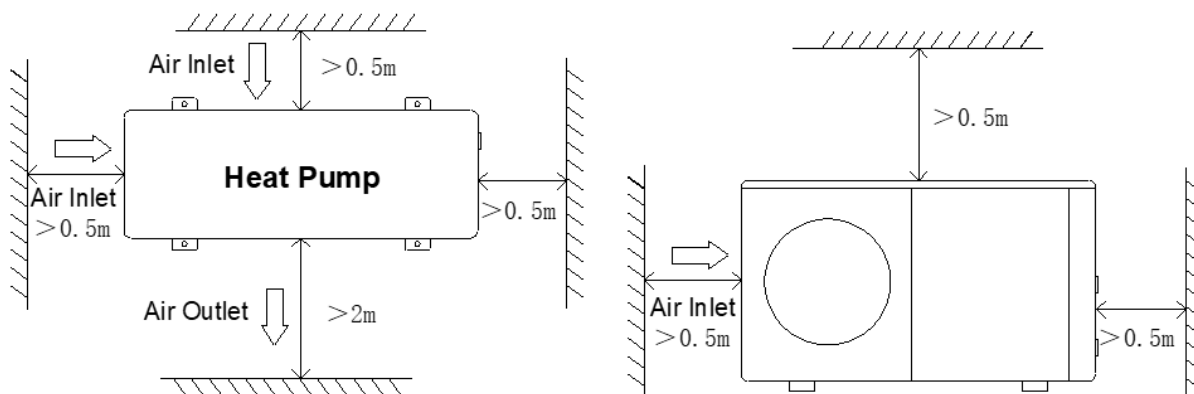 Air Inlet
＞0.5m
Heat Pump
Air Inlet
＞0.5m
＞0.5m
Air Outlet
＞2m
＞0.5m
Air Inlet
＞0.5m
＞0.5m